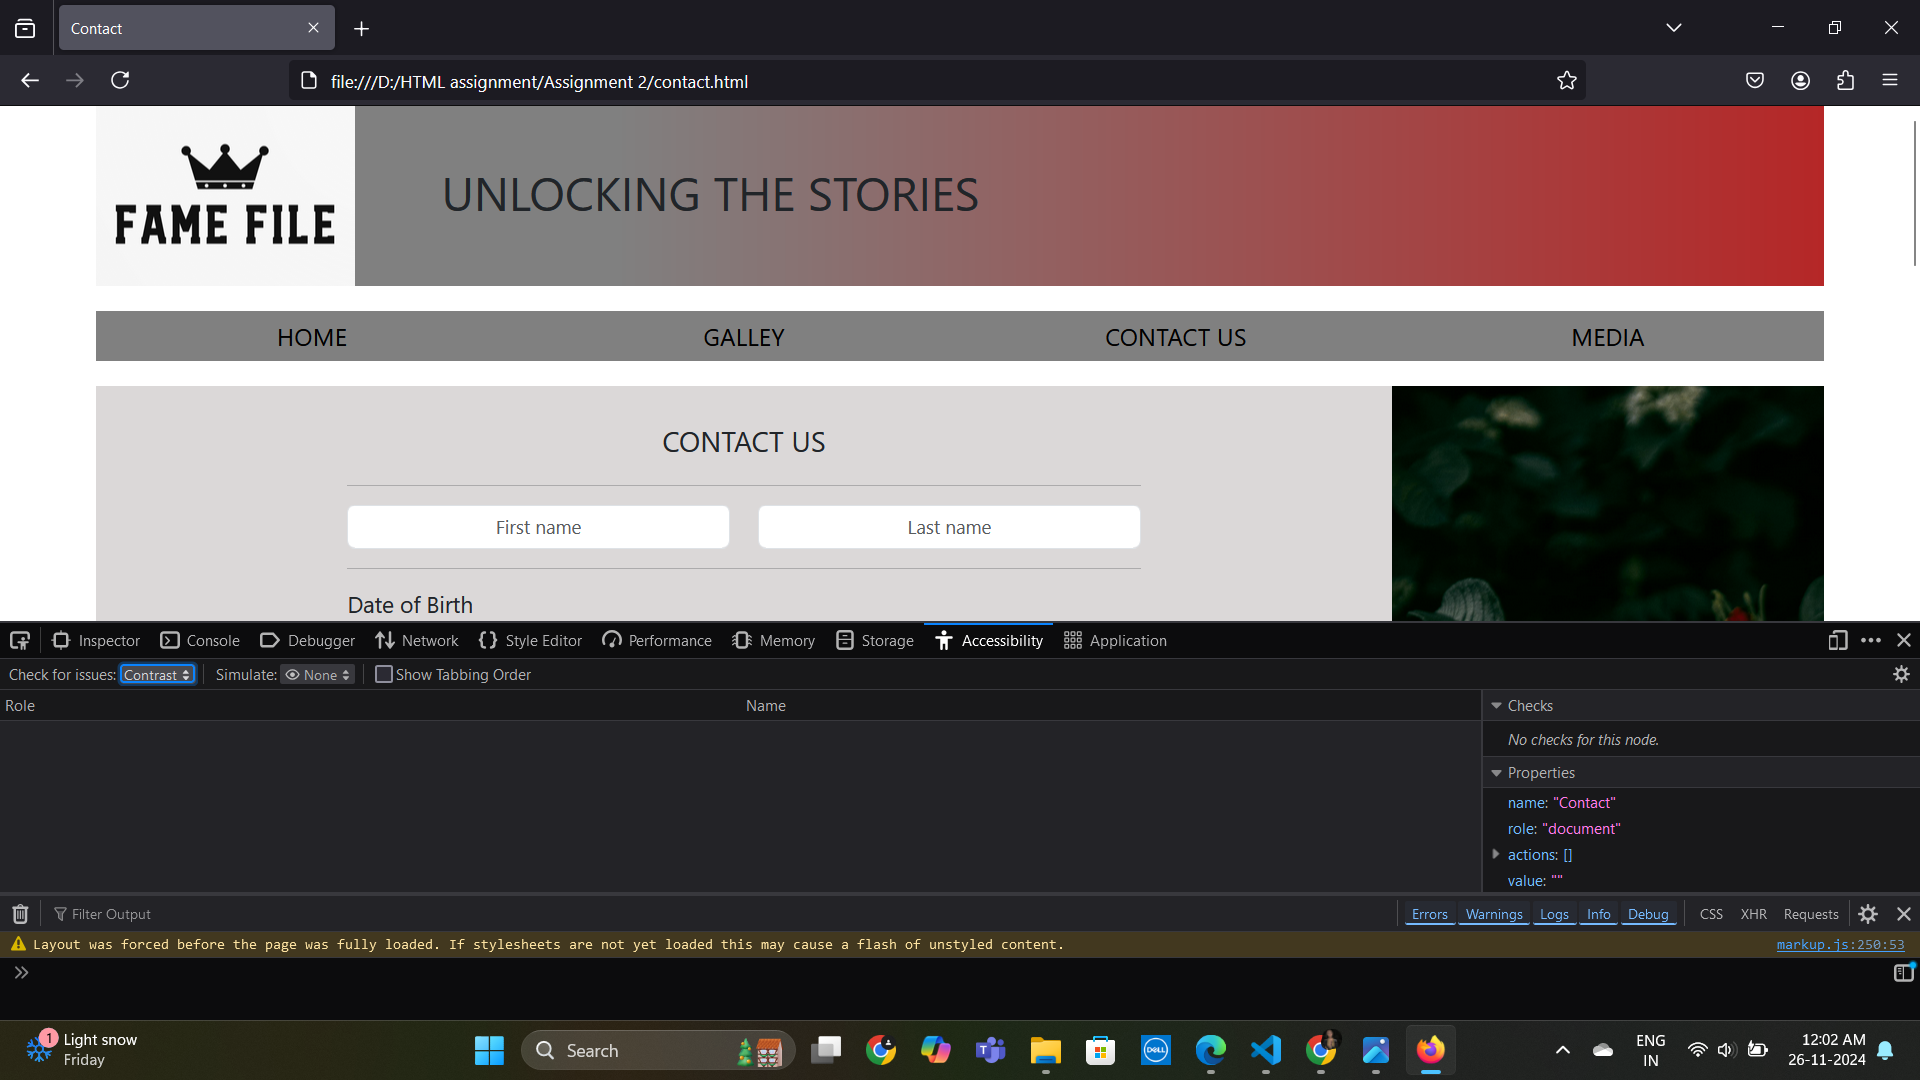 Contact
file:///D:/HTML assignment/Assignment 2/contact.html
FAME FILE
UNLOCKING THE STORIES
HOME GALLEY CONTACT US MEDIA
CONTACT US
First name Last name
Date of Birth
Inspector Console Debugger Network Style Editor Performance Memory Storage Accessibility Application
Check for issues: Contrast Simulate: None Show Tabbing Order
Role Name Checks
No checks for this node.
Properties
name: "Contact"
role: "document"
actions: []
value: ""
Filter Output Errors Warnings Logs Info Debug CSS XHR Requests
Layout was forced before the page was fully loaded. If stylesheets are not yet loaded this may cause a flash of unstyled content. markup.js:250:53
1 Light snow
Friday
Search
DELL
ENG
IN
12:02 AM
26-11-2024